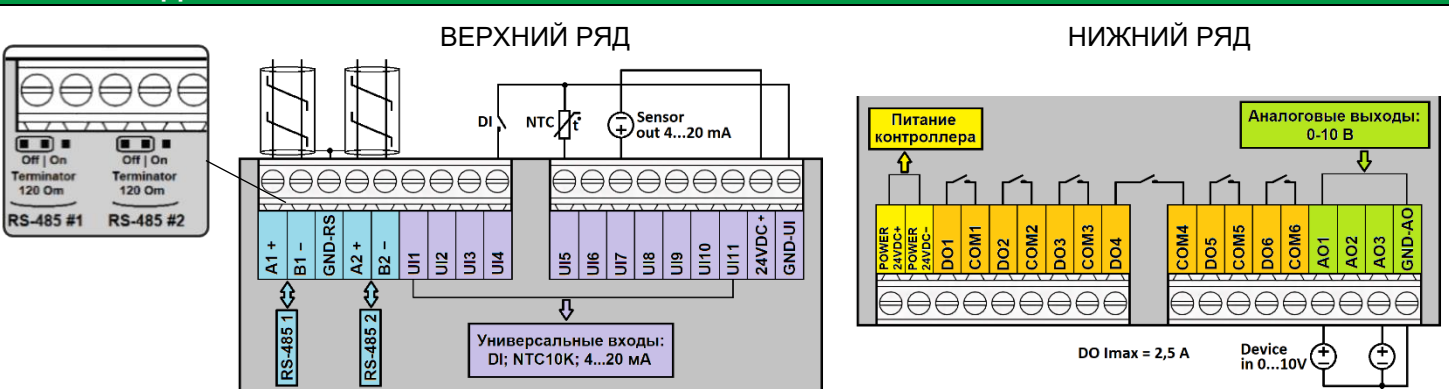 ВЕРХНИЙ РЯД
НИЖНИЙ РЯД
Off | On
Terminator
120 Om
RS-485 #1
Off | On
Terminator
120 Om
RS-485 #2
DI
NTC
t°
Sensor
out 4...20 mA
A1 +
B1 −
GND-RS
A2 +
B2 −
UI1
UI2
UI3
UI4
UI5
UI6
UI7
UI8
UI9
UI10
UI11
24VDC +
GND-UI
RS-485 1
RS-485 2
Универсальные входы:
DI; NTC10K; 4...20 мА
Питание
контроллера
Аналоговые выходы:
0-10 В
POWER
24VDC+
POWER
24VDC−
DO1
COM1
DO2
COM2
DO3
COM3
DO4
COM4
DO5
COM5
DO6
COM6
AO1
AO2
AO3
GND-AO
DO Imax = 2,5 A
Device
in 0...10V